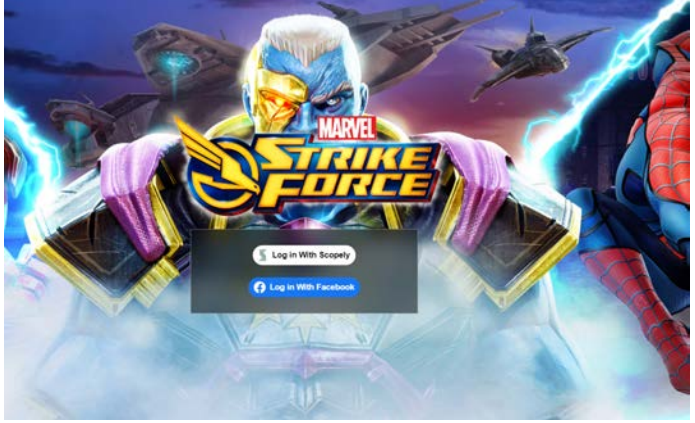 MARVEL
STRIKE
FORCE
Log in With Scopely
Log in With Facebook